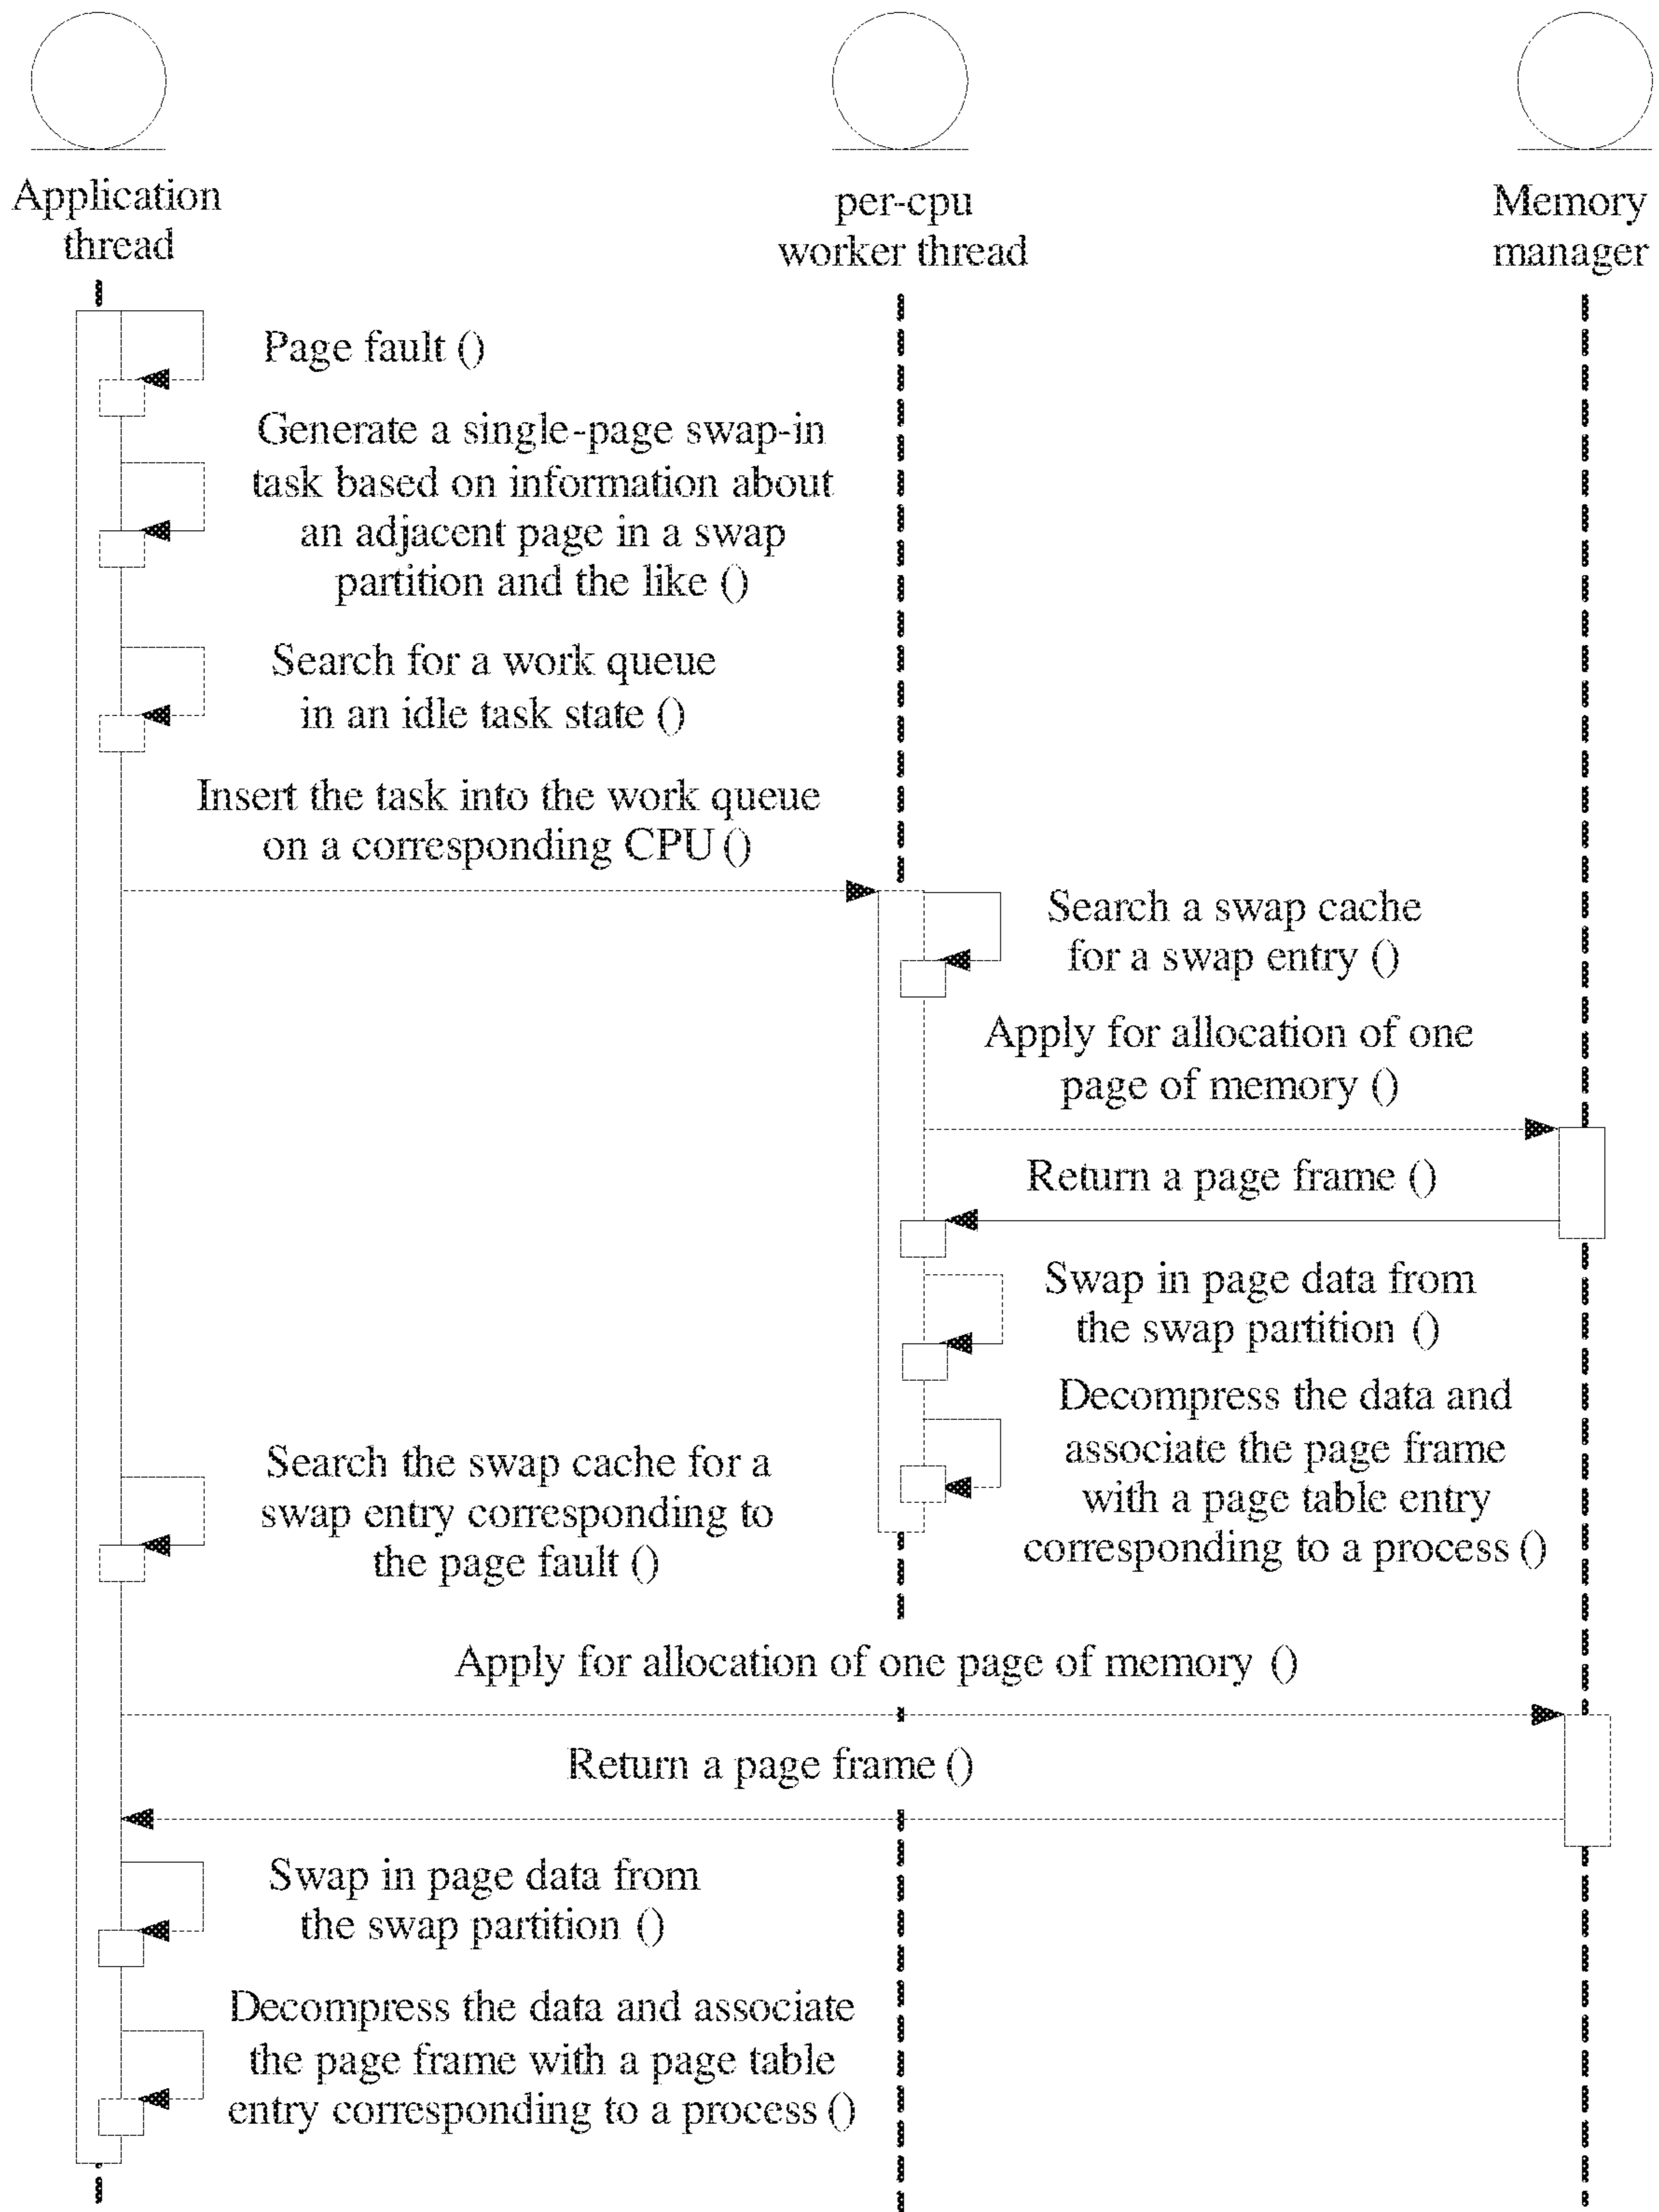 Application
thread
per-cpu
worker thread
Memory
manager
Page fault ()
Generate a single-page swap-in
task based on information about
an adjacent page in a swap
partition and the like ()
Search for a work queue
in an idle task state ()
Insert the task into the work queue
on a corresponding CPU ()
Search a swap cache
for a swap entry ()
Apply for allocation of one
page of memory ()
Return a page frame ()
Swap in page data from
the swap partition ()
Decompress the data and
associate the page frame
with a page table entry
corresponding to a process ()
Search the swap cache for a
swap entry corresponding to
the page fault ()
Apply for allocation of one page of memory ()
Return a page frame ()
Swap in page data from
the swap partition ()
Decompress the data and associate
the page frame with a page table
entry corresponding to a process ()